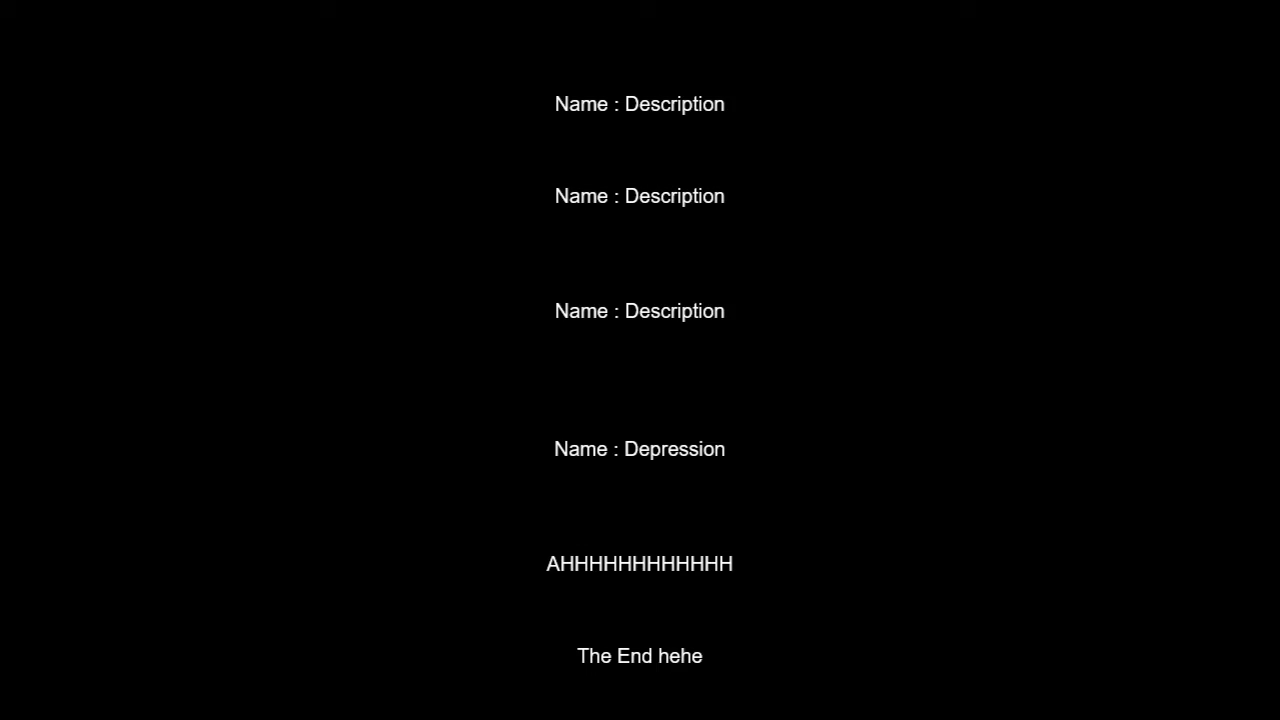 Name : Description
Name : Description
Name : Description
Name : Depression
AHHHHHHHHHHHH
The End hehe